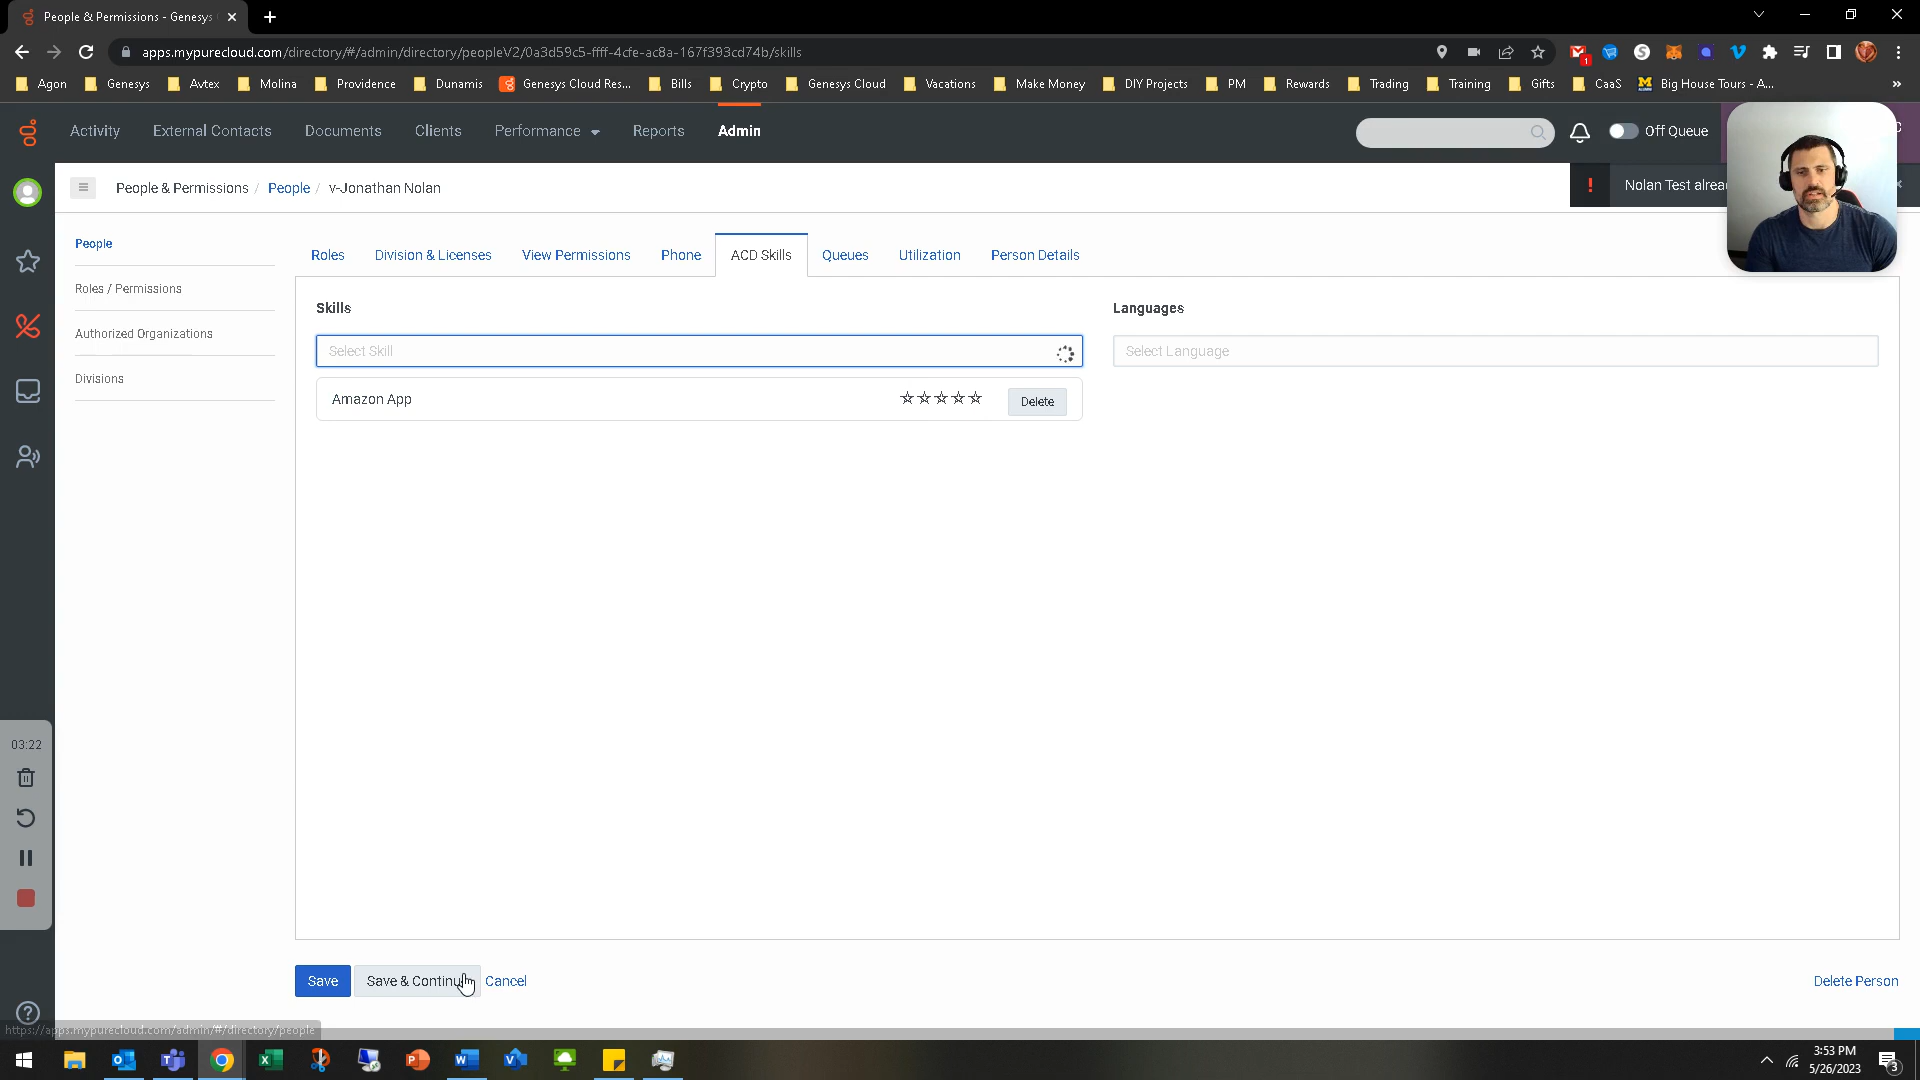 People & Permissions - Genesys
apps.mypurecloud.com/directory/#/admin/directory/peopleV2/0a3d59c5-ffff-4cfe-ac8a-167f393cd74b/skills
1
Agon
Genesys
Avtex
Molina
Providence
Dunamis
Genesys Cloud Res...
Bills
Crypto
Genesys Cloud
Vacations
Make Money
DIY Projects
PM
Rewards
Trading
Training
Gifts
CaaS
Big House Tours - A...
»
Activity
External Contacts
Documents
Clients
Performance
Reports
Admin
Off Queue
People & Permissions / People / v-Jonathan Nolan
! Nolan Test
People
Roles / Permissions
Authorized Organizations
Divisions
Roles
Division & Licenses
View Permissions
Phone
ACD Skills
Queues
Utilization
Person Details
Skills
Languages
Select Skill
Select Language
Amazon App
Delete
03:22
Save
Save &
Cancel
Delete Person
https://apps.mypurecloud.com/admin/#/directory/people
3:53 PM
5/26/2023
3